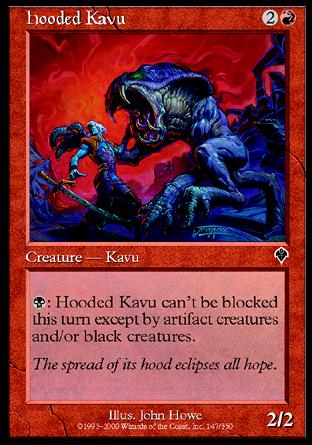 Hooded Kavu 2
Creature — Kavu
: Hooded Kavu can't be blocked
this turn except by artifact creatures
and/or black creatures.
The spread of its hood eclipses all hope.
Illus. John Howe
©1993–2000 Wizards of the Coast, Inc. 147/350
2/2